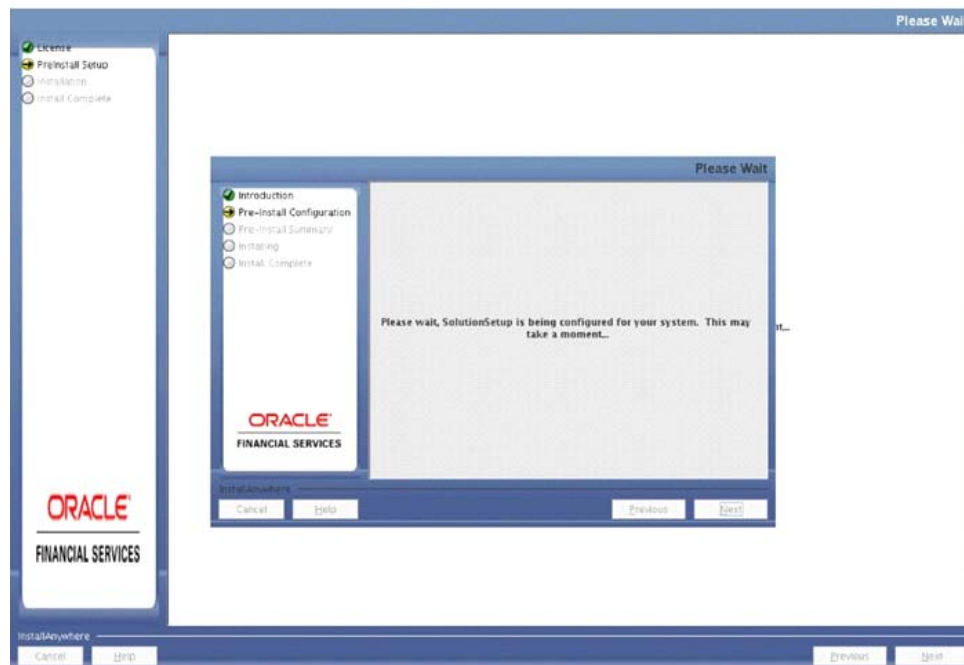 Please Wai
License
PreInstall Setup
Installation...
Install Complete
Please Wait
Introduction
Pre-Install Configuration
Pre-Install Summary
Installing
Install Complete
Please wait, SolutionSetup is being configured for your system. This may
take a moment...
nt...
ORACLE
FINANCIAL SERVICES
InstallAnywhere
Cancel
Help
Previous
Next
ORACLE
FINANCIAL SERVICES
InstallAnywhere
Cancel
Help
Previous
Next